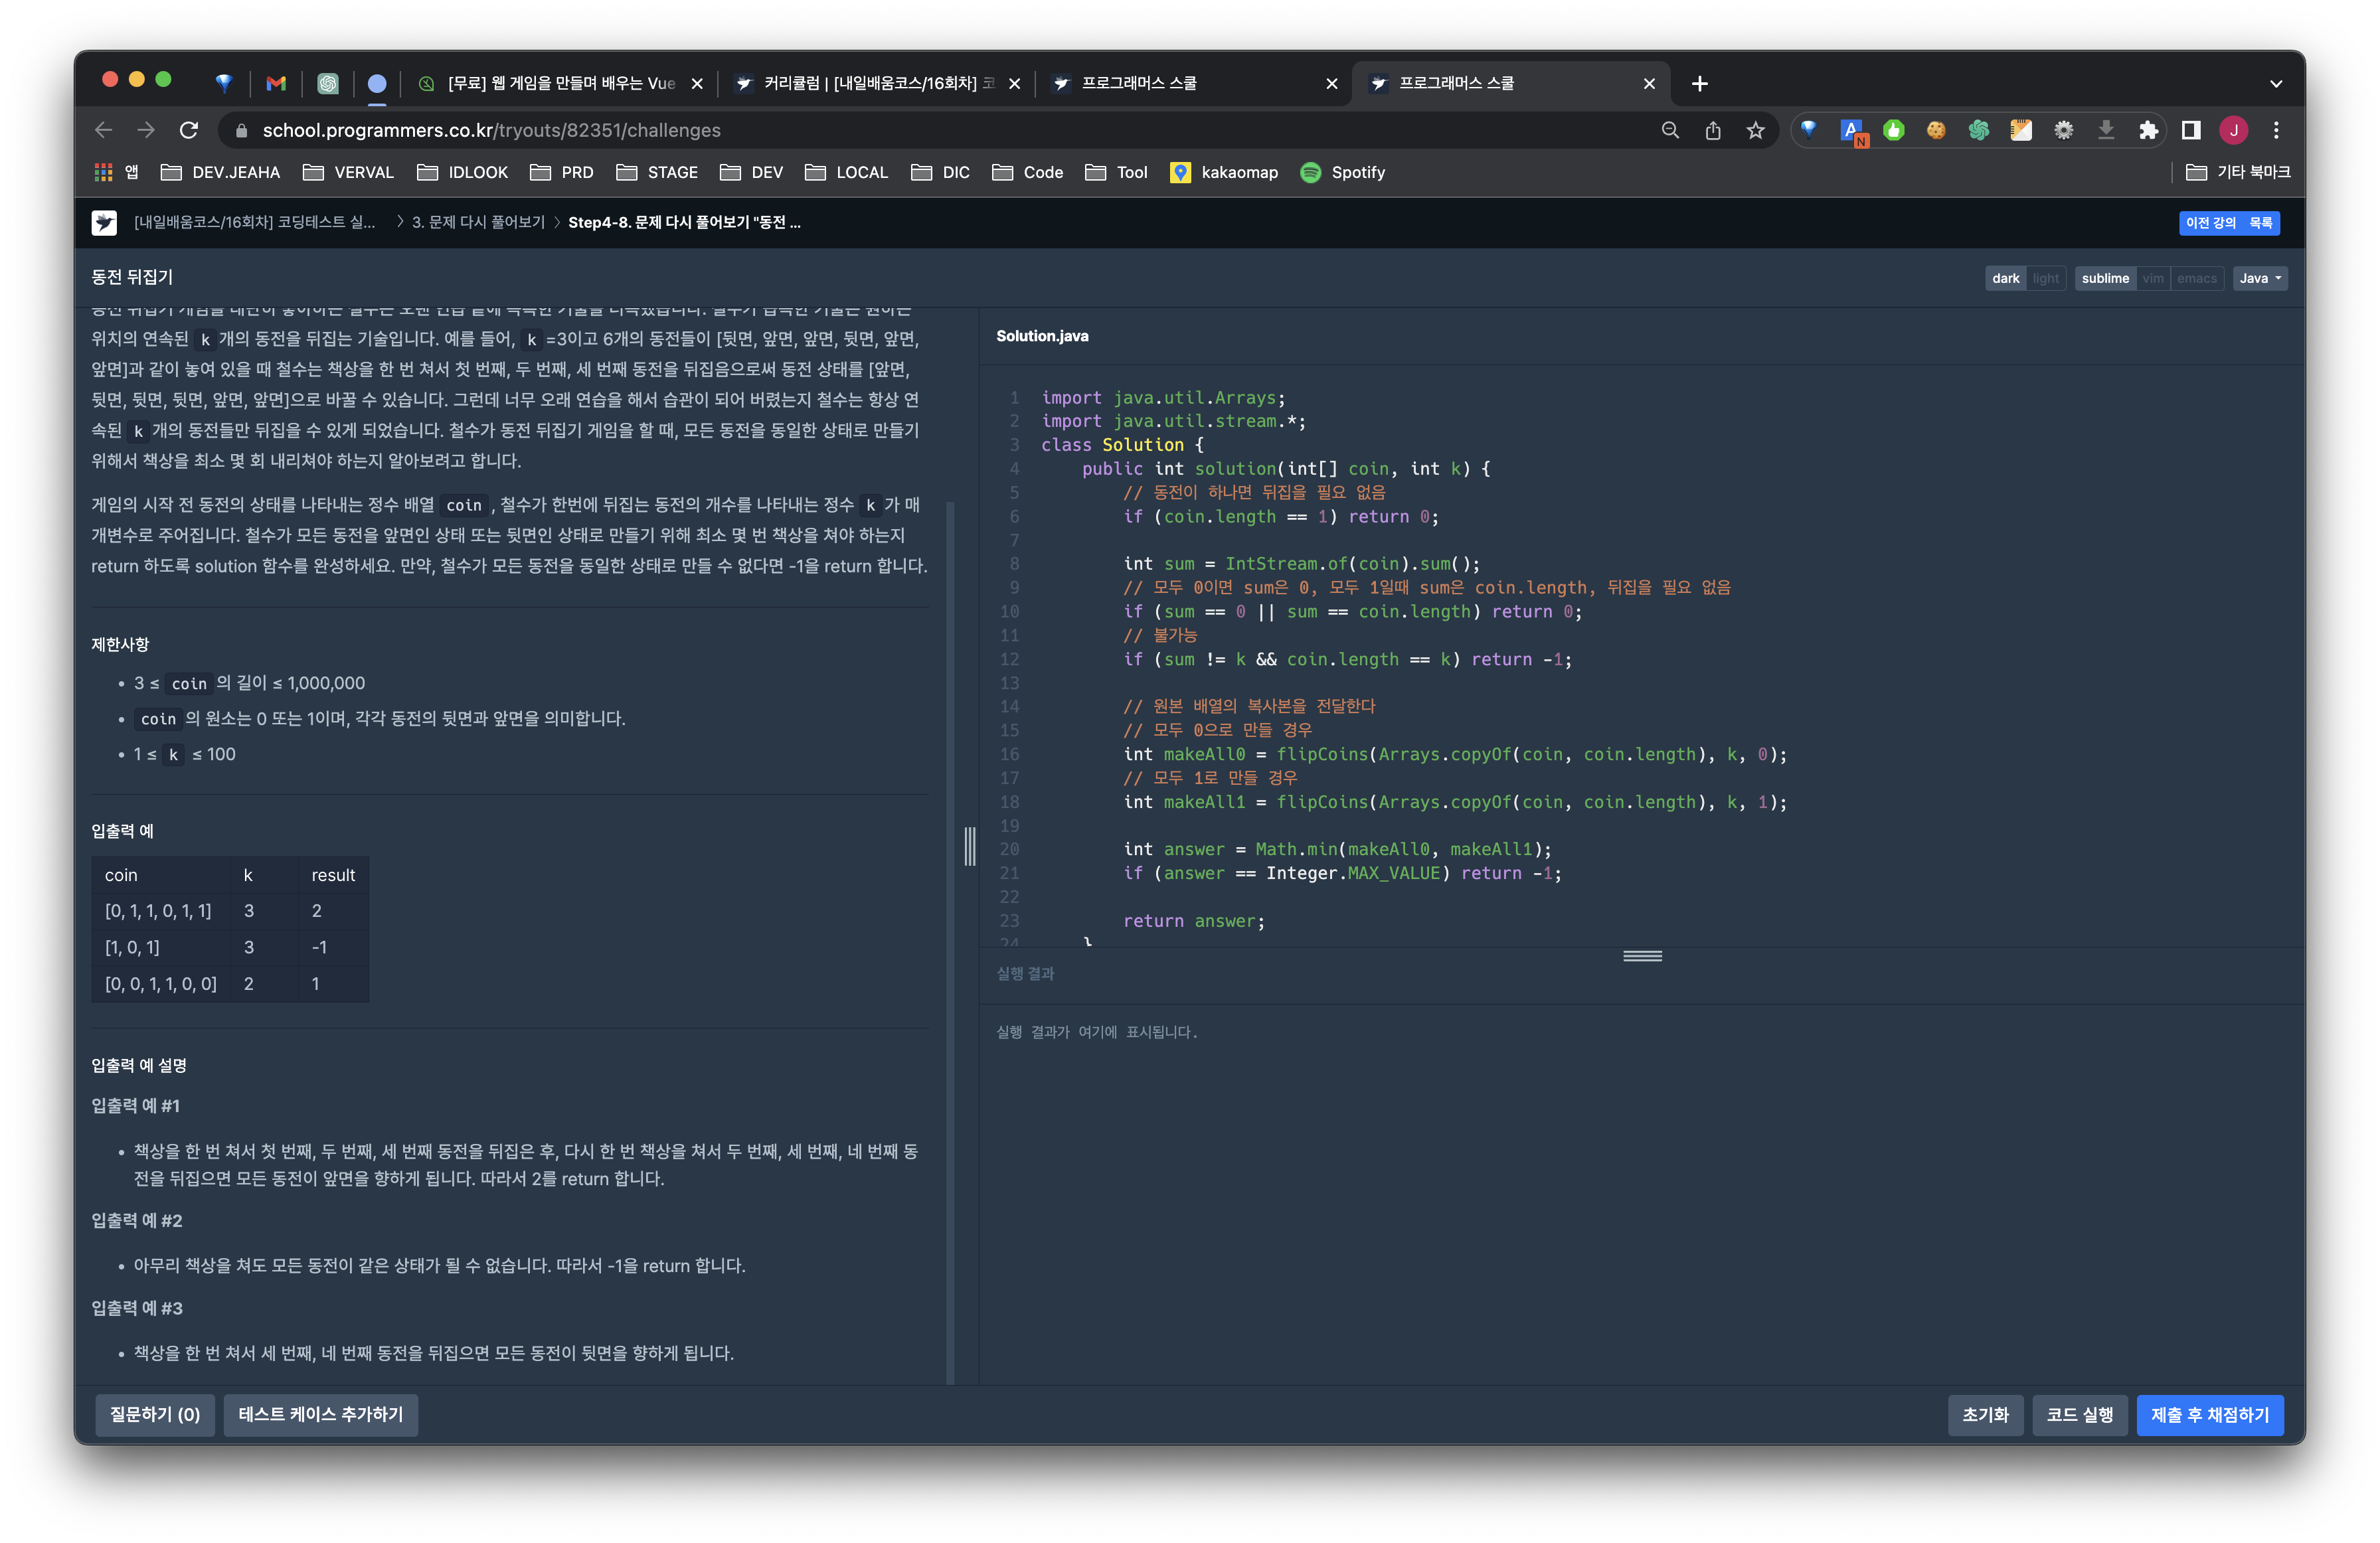 [무료] 웹 게임을 만들며 배우는 Vue
커리큘럼 | [내일배움코스/16회차] 코
프로그래머스 스쿨
프로그래머스 스쿨
school.programmers.co.kr/tryouts/82351/challenges
A
N
J
앱
DEV.JEAHA
VERVAL
IDLOOK
PRD
STAGE
DEV
LOCAL
DIC
Code
Tool
kakaomap
Spotify
기타 북마크
[내일배움코스/16회차] 코딩테스트 실... > 3. 문제 다시 풀어보기 > Step4-8. 문제 다시 풀어보기 "동전 ...
이전 강의 목록
동전 뒤집기
dark light
sublime vim emacs
Java
위치의 연속된 k 개의 동전을 뒤집는 기술입니다. 예를 들어, k =3이고 6개의 동전들이 [뒷면, 앞면, 앞면, 뒷면, 앞면,
앞면]과 같이 놓여 있을 때 철수는 책상을 한 번 쳐서 첫 번째, 두 번째, 세 번째 동전을 뒤집음으로써 동전 상태를 [앞면,
뒷면, 뒷면, 뒷면, 앞면, 앞면]으로 바꿀 수 있습니다. 그런데 너무 오래 연습을 해서 습관이 되어 버렸는지 철수는 항상 연
속된 k 개의 동전들만 뒤집을 수 있게 되었습니다. 철수가 동전 뒤집기 게임을 할 때, 모든 동전을 동일한 상태로 만들기
위해서 책상을 최소 몇 회 내리쳐야 하는지 알아보려고 합니다.
게임의 시작 전 동전의 상태를 나타내는 정수 배열 coin , 철수가 한번에 뒤집는 동전의 개수를 나타내는 정수 k 가 매
개변수로 주어집니다. 철수가 모든 동전을 앞면인 상태 또는 뒷면인 상태로 만들기 위해 최소 몇 번 책상을 쳐야 하는지
return 하도록 solution 함수를 완성하세요. 만약, 철수가 모든 동전을 동일한 상태로 만들 수 없다면 -1을 return 합니다.
제한사항
• 3 ≤ coin 의 길이 ≤ 1,000,000
• coin 의 원소는 0 또는 1이며, 각각 동전의 뒷면과 앞면을 의미합니다.
• 1 ≤ k ≤ 100
입출력 예
coin k result
[0, 1, 1, 0, 1, 1] 3 2
[1, 0, 1] 3 -1
[0, 0, 1, 1, 0, 0] 2 1
입출력 예 설명
입출력 예 #1
• 책상을 한 번 쳐서 첫 번째, 두 번째, 세 번째 동전을 뒤집은 후, 다시 한 번 책상을 쳐서 두 번째, 세 번째, 네 번째 동
전을 뒤집으면 모든 동전이 앞면을 향하게 됩니다. 따라서 2를 return 합니다.
입출력 예 #2
• 아무리 책상을 쳐도 모든 동전이 같은 상태가 될 수 없습니다. 따라서 -1을 return 합니다.
입출력 예 #3
• 책상을 한 번 쳐서 세 번째, 네 번째 동전을 뒤집으면 모든 동전이 뒷면을 향하게 됩니다.
Solution.java
1 import java.util.Arrays;
2 import java.util.stream.*;
3 class Solution {
4 public int solution(int[] coin, int k) {
5 // 동전이 하나면 뒤집을 필요 없음
6 if (coin.length == 1) return 0;
7
8 int sum = IntStream.of(coin).sum();
9 // 모두 0이면 sum은 0, 모두 1일때 sum은 coin.length, 뒤집을 필요 없음
10 if (sum == 0 || sum == coin.length) return 0;
11 // 불가능
12 if (sum != k && coin.length == k) return -1;
13
14 // 원본 배열의 복사본을 전달한다
15 // 모두 0으로 만들 경우
16 int makeAll0 = flipCoins(Arrays.copyOf(coin, coin.length), k, 0);
17 // 모두 1로 만들 경우
18 int makeAll1 = flipCoins(Arrays.copyOf(coin, coin.length), k, 1);
19
20 int answer = Math.min(makeAll0, makeAll1);
21 if (answer == Integer.MAX_VALUE) return -1;
22
23 return answer;
24 }
실행 결과
실행 결과가 여기에 표시됩니다.
질문하기 (0)
테스트 케이스 추가하기
초기화
코드 실행
제출 후 채점하기